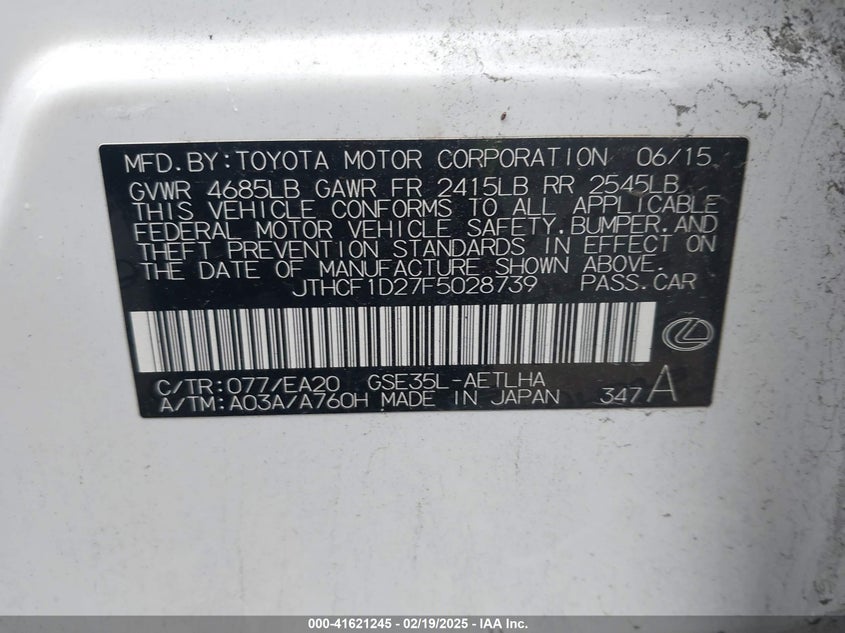 MFD.BY:TOYOTA MOTOR CORPORATION 06/15
GVWR 4685LB GAWR FR 2415LB RR 2545LB
THIS VEHICLE CONFORMS TO ALL APPLICABLE
FEDERAL MOTOR VEHICLE SAFETY,BUMPER,AND
THEFT PREVENTION STANDARDS IN EFFECT ON
THE DATE OF MANUFACTURE SHOWN ABOVE.
JTHCF1D27F5028739 PASS.CAR
C/TR:077/EA20 GSE35L-AETLHA
A/TM:A03A/A760H MADE IN JAPAN 347 A
000-41621245 - 02/19/2025 - IAA Inc.